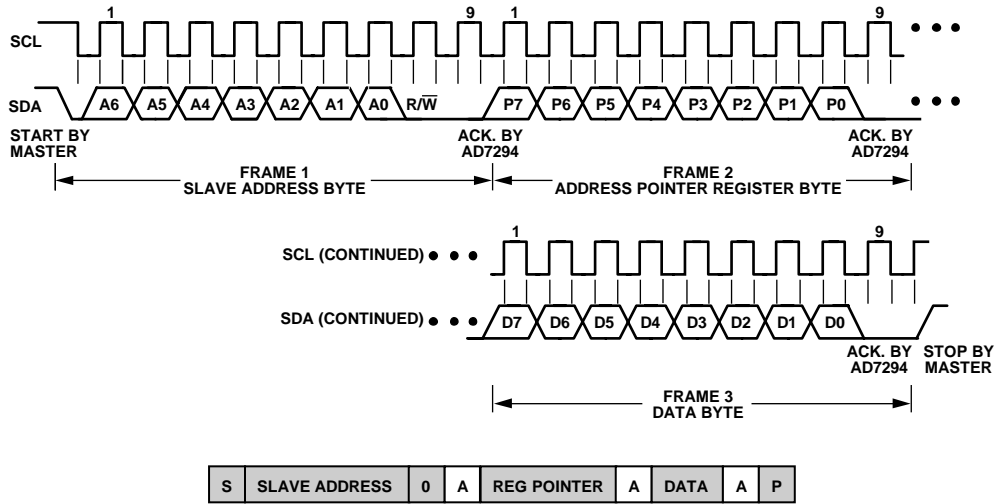 1 9 1 9
SCL
SDA A6 A5 A4 A3 A2 A1 A0 R/W̅ P7 P6 P5 P4 P3 P2 P1 P0
START BY MASTER
ACK. BY AD7294
ACK. BY AD7294
FRAME 1
SLAVE ADDRESS BYTE
FRAME 2
ADDRESS POINTER REGISTER BYTE
1 9
SCL (CONTINUED)
SDA (CONTINUED) D7 D6 D5 D4 D3 D2 D1 D0
ACK. BY AD7294
STOP BY MASTER
FRAME 3
DATA BYTE
S SLAVE ADDRESS 0 A REG POINTER A DATA A P